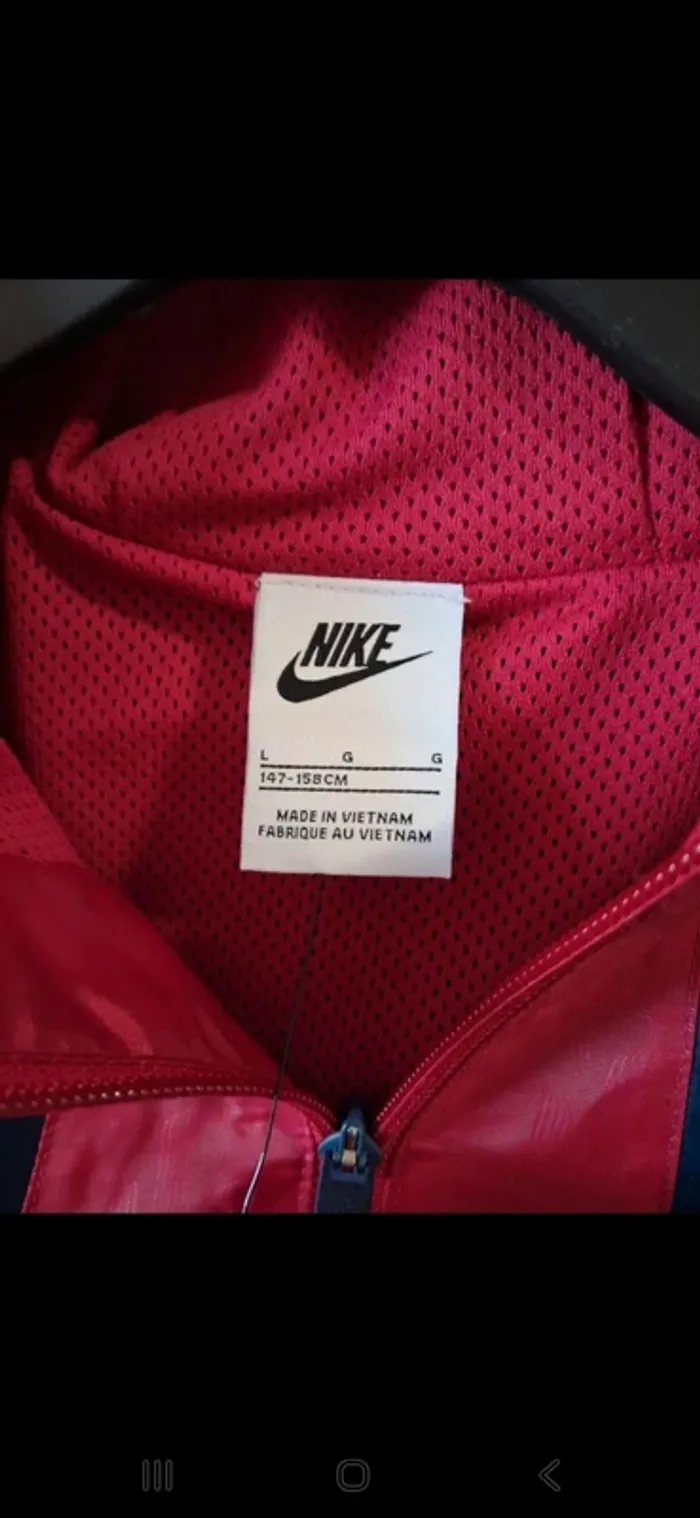 NIKE
L G G
147-158CM
MADE IN VIETNAM
FABRIQUE AU VIETNAM